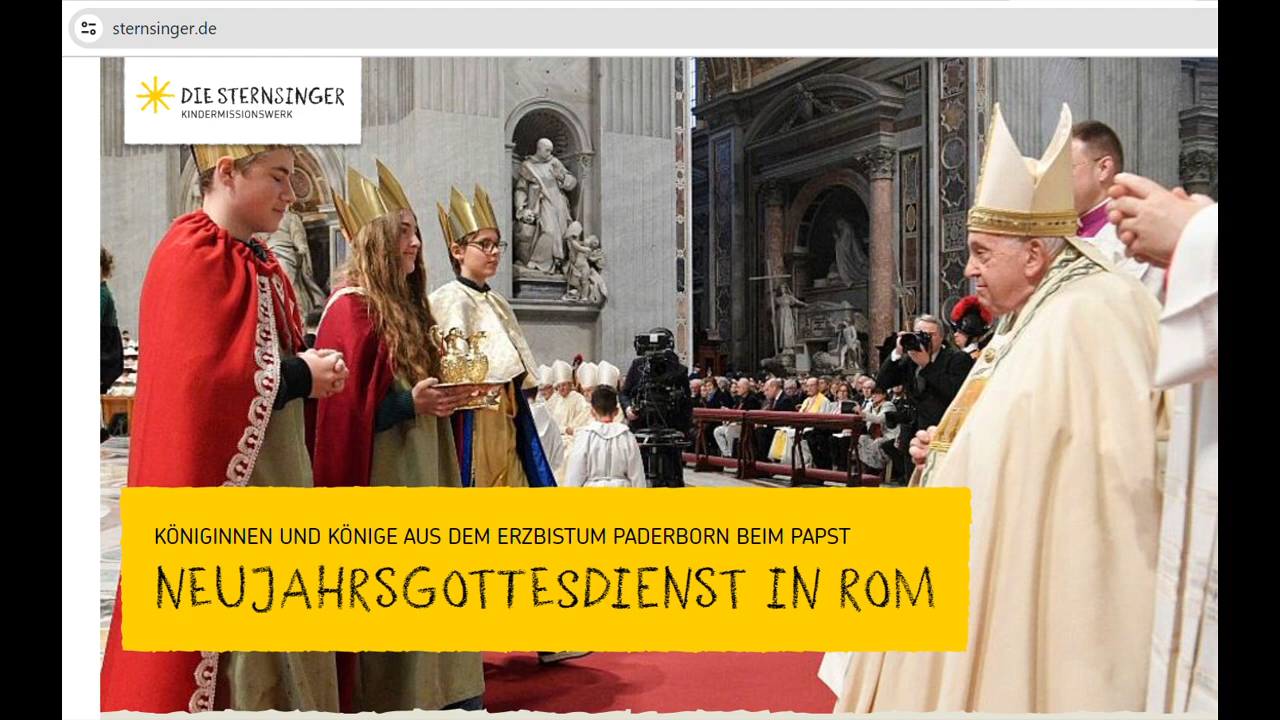 sternsinger.de
DIE STERNSINGER
KINDERMISSIONSWERK
KÖNIGINNEN UND KÖNIGE AUS DEM ERZBISTUM PADERBORN BEIM PAPST
NEUJAHRSGOTTESDIENST IN ROM